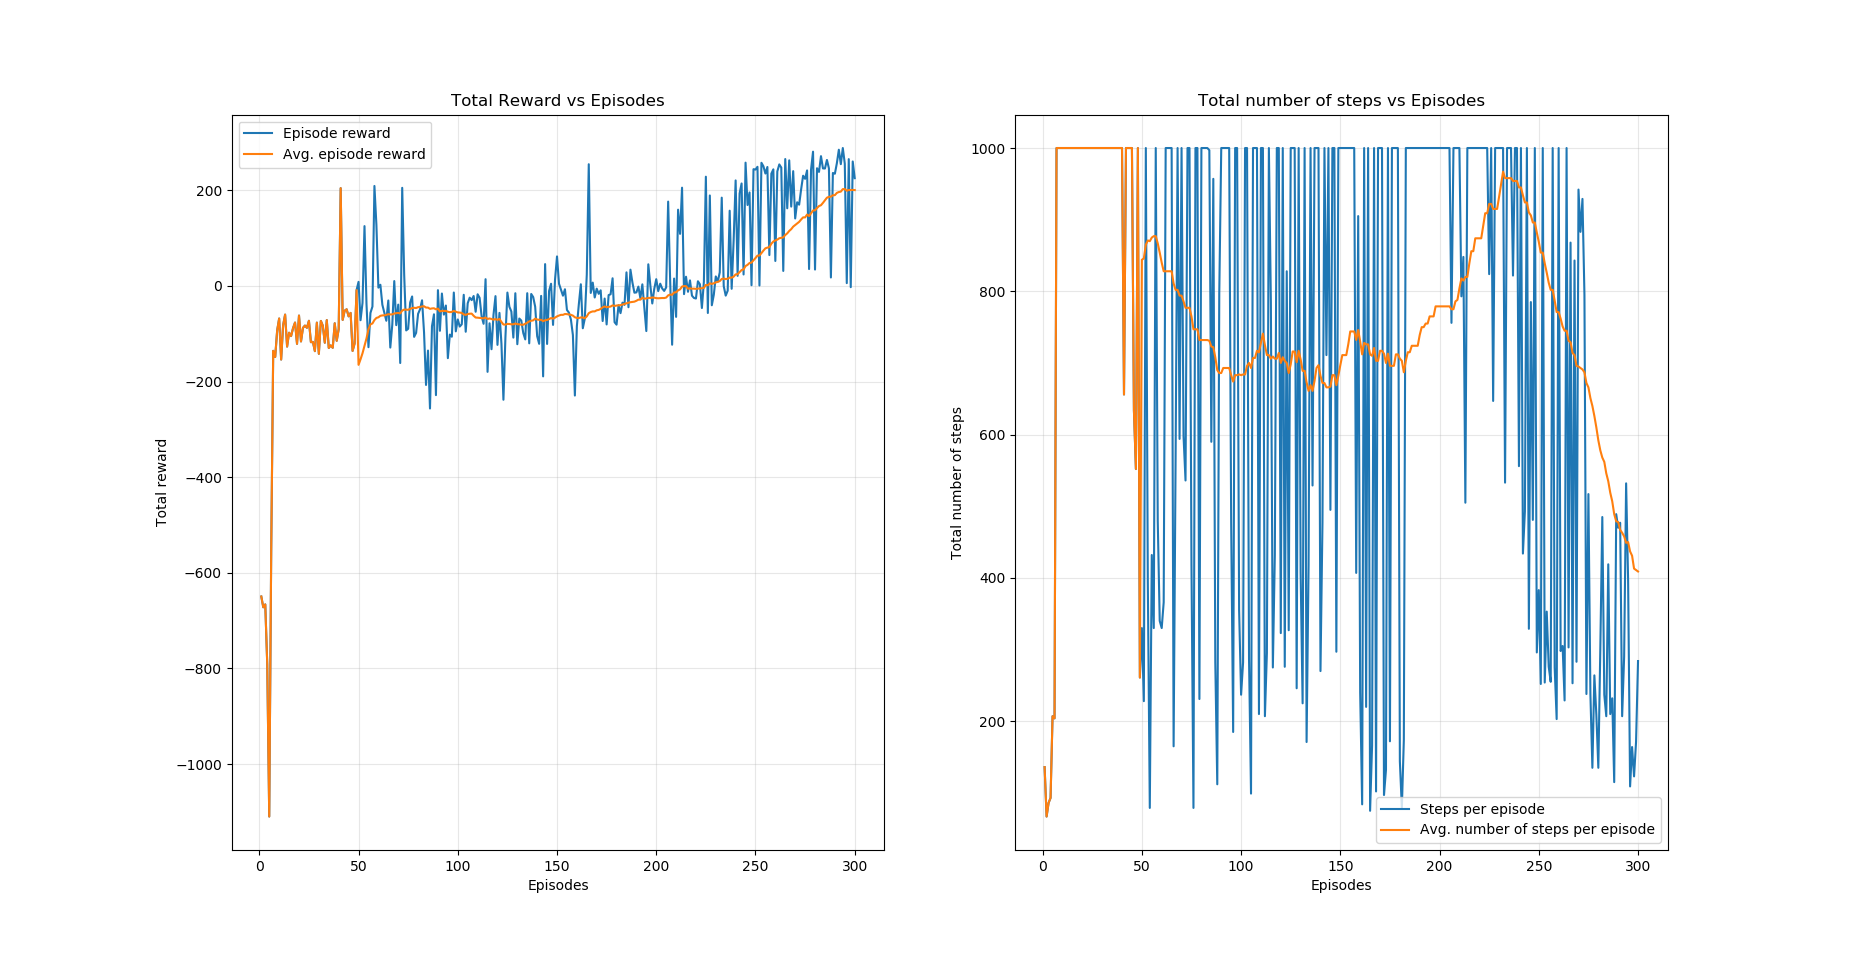 Total Reward vs Episodes
Episode reward
Avg. episode reward
Total reward
200
0
−200
−400
−600
−800
−1000
0 50 100 150 200 250 300
Episodes
Total number of steps vs Episodes
Total number of steps
1000
800
600
400
200
Steps per episode
Avg. number of steps per episode
0 50 100 150 200 250 300
Episodes